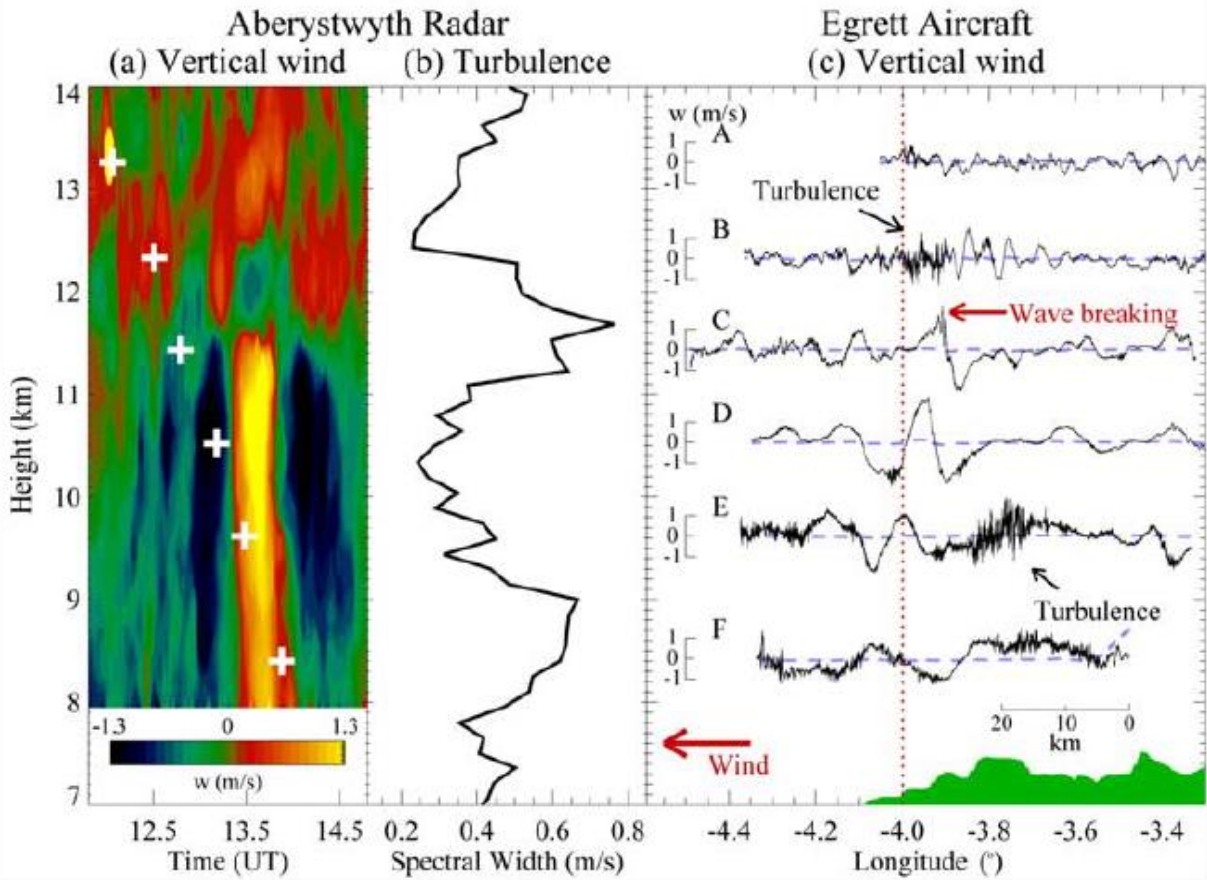 Aberystwyth Radar
Egrett Aircraft
(a) Vertical wind
(b) Turbulence
(c) Vertical wind
Height (km)
14
13
12
11
10
9
8
7
-1.3 0 1.3
w (m/s)
12.5 13.5 14.5
Time (UT)
0.2 0.4 0.6 0.8
Spectral Width (m/s)
w (m/s)
A
1
0
-1
Turbulence
B
1
0
-1
C
1
0
-1
Wave breaking
D
1
0
-1
E
1
0
-1
Turbulence
F
1
0
-1
20 10 0
km
Wind
-4.4 -4.2 -4.0 -3.8 -3.6 -3.4
Longitude (°)